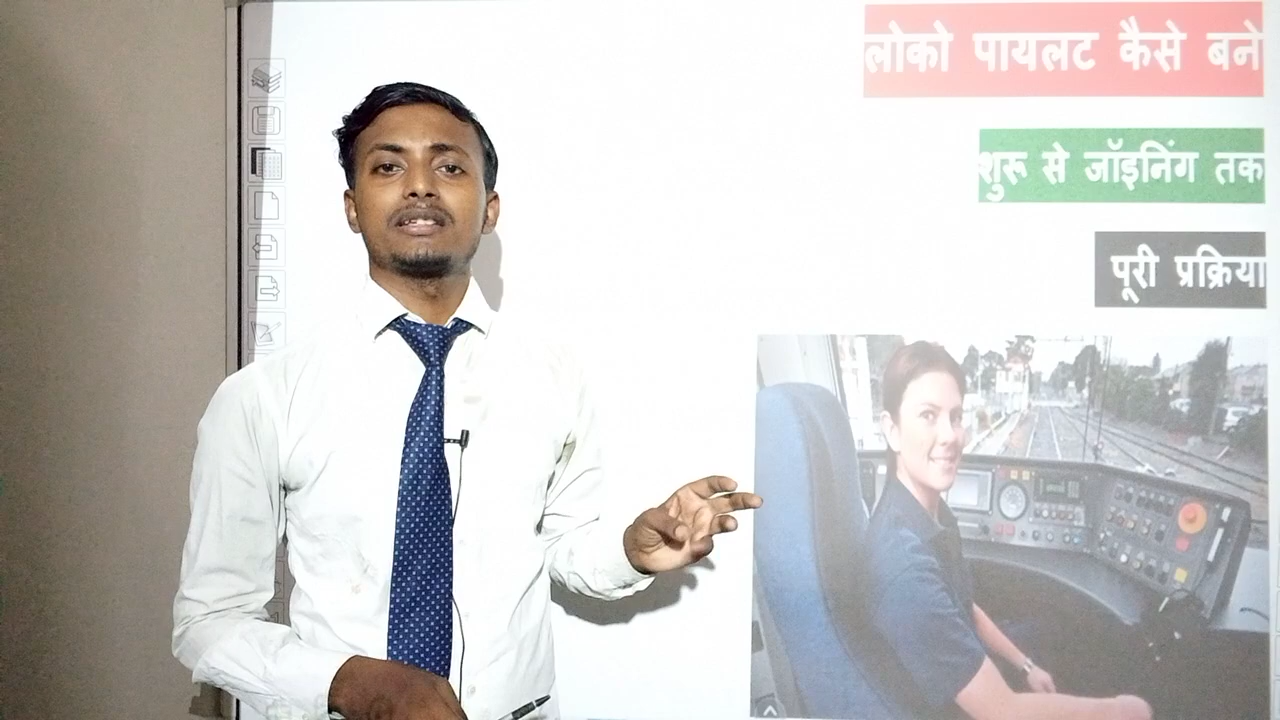 लोको पायलट कैसे बने
शुरू से जॉइनिंग तक
पूरी प्रक्रिया